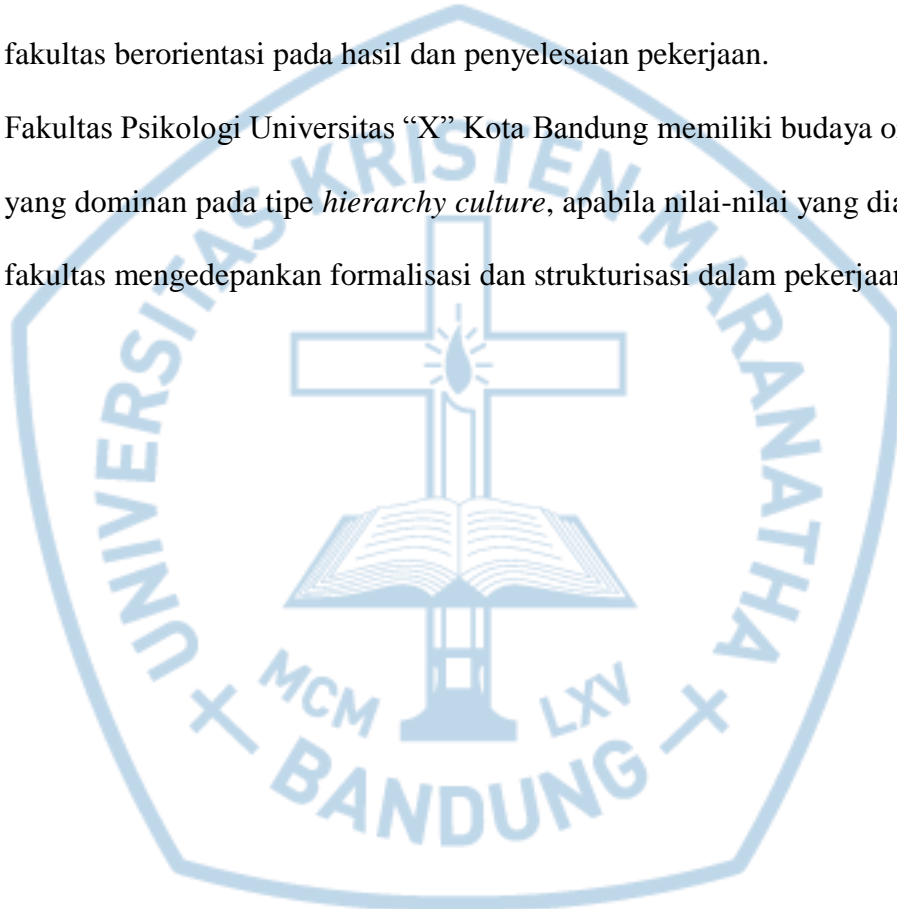 fakultas berorientasi pada hasil dan penyelesaian pekerjaan.
Fakultas Psikologi Universitas “X” Kota Bandung memiliki budaya
yang dominan pada tipe hierarchy culture, apabila nilai-nilai yang
fakultas mengedepankan formalisasi dan strukturisasi dalam
UNIVERSITAS KRISTEN MARANATHA
MCM LXV
BANDUNG